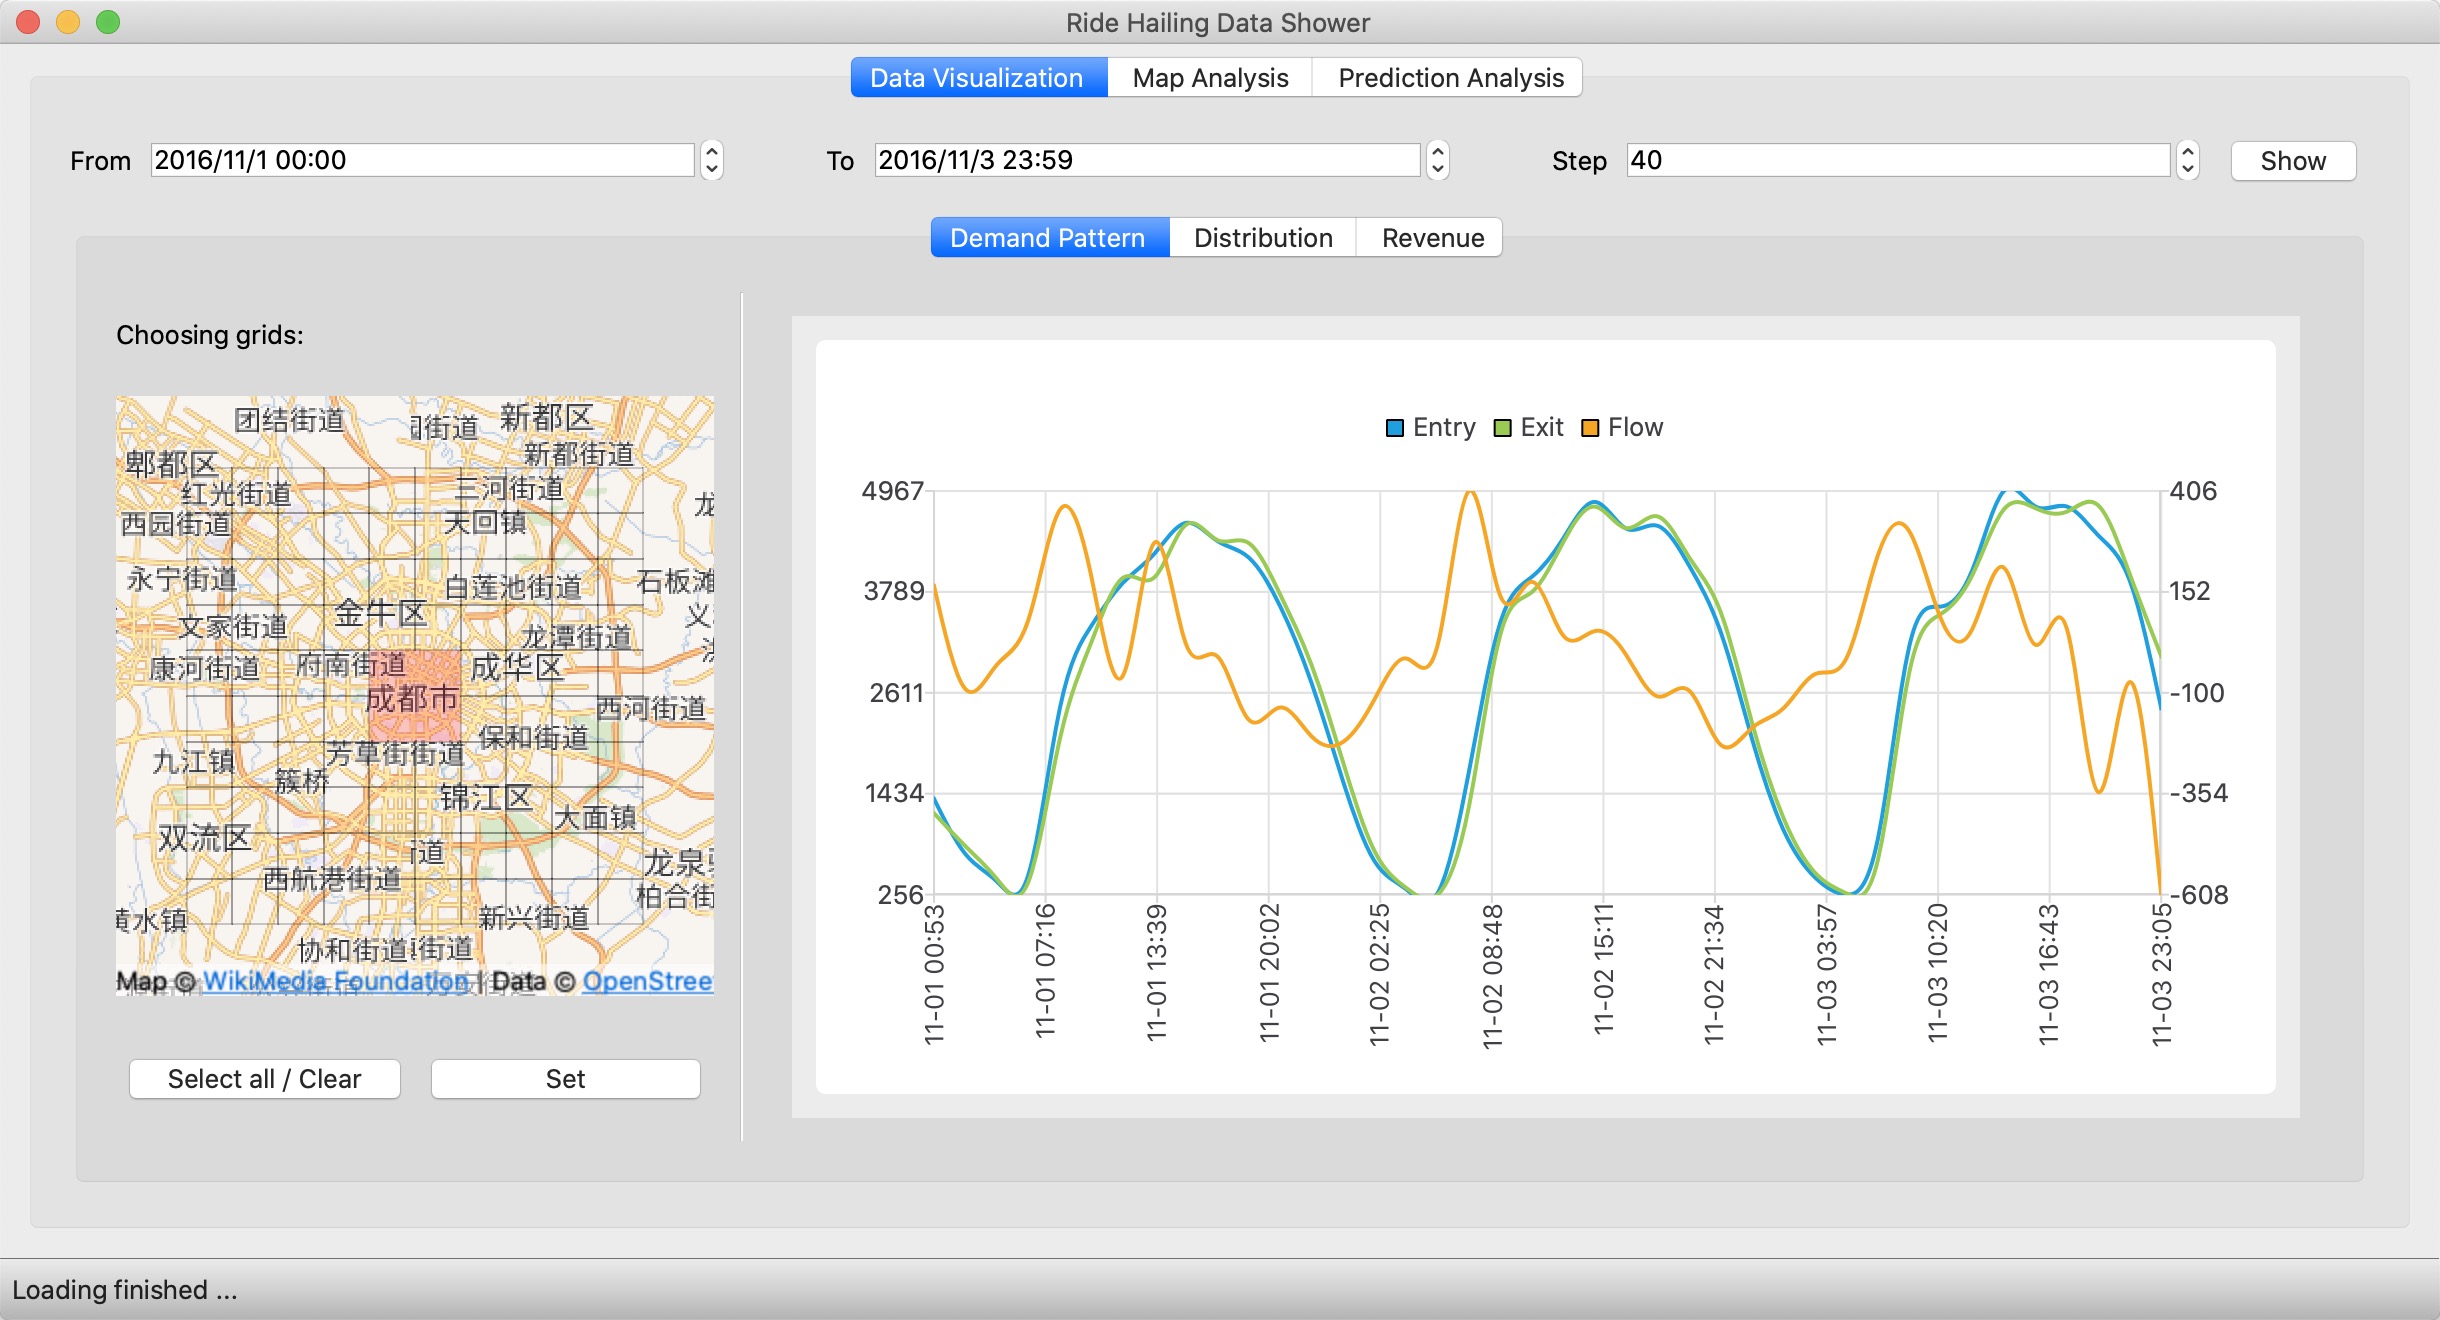 Ride Hailing Data Shower
Data Visualization Map Analysis Prediction Analysis
From 2016/11/1 00:00 To 2016/11/3 23:59 Step 40 Show
Demand Pattern Distribution Revenue
Choosing grids:
团结街道 街道 新都区
新都街道
郫都区
红光街道 三河街道
西园街道 天回镇 龙
永宁街道 白莲池街道 石板滩
金牛区 义
文家街道 龙潭街道
康河街道 府南街道 成华区
成都市 西河街道
保和街道
九江镇 芳草街街道
簇桥 锦江区
大面镇
双流区 街道
龙泉
西航港街道 柏合街
黄水镇 新兴街道
协和街道 街道
Map © WikiMedia Foundation | Data © OpenStree
Select all / Clear Set
Entry Exit Flow
4967 406
3789 152
2611 -100
1434 -354
256 -608
11-01 00:53
11-01 07:16
11-01 13:39
11-01 20:02
11-02 02:25
11-02 08:48
11-02 15:11
11-02 21:34
11-03 03:57
11-03 10:20
11-03 16:43
11-03 23:05
Loading finished ...